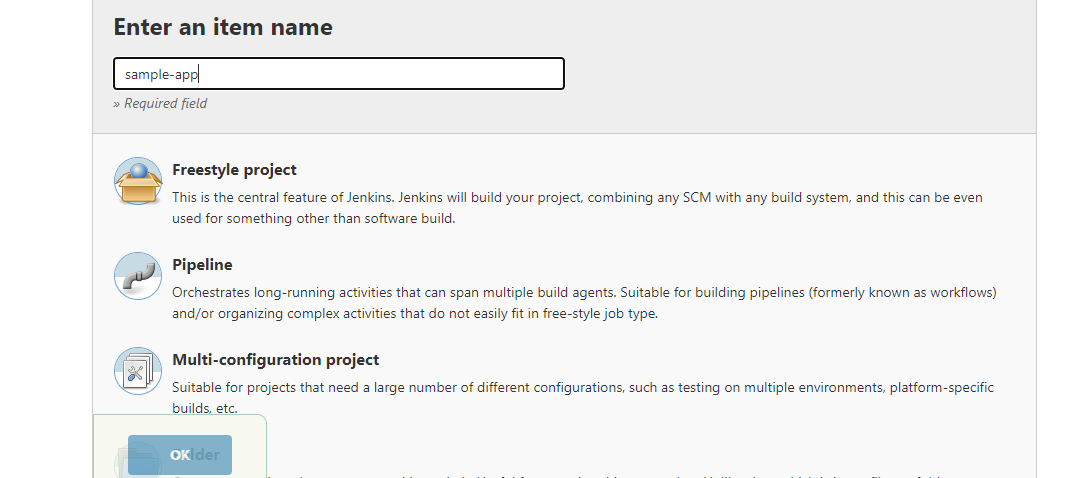 Enter an item name
sample-app
» Required field
Freestyle project
This is the central feature of Jenkins. Jenkins will build your project, combining any SCM with any build system, and this can be even
used for something other than software build.
Pipeline
Orchestrates long-running activities that can span multiple build agents. Suitable for building pipelines (formerly known as workflows)
and/or organizing complex activities that do not easily fit in free-style job type.
Multi-configuration project
Suitable for projects that need a large number of different configurations, such as testing on multiple environments, platform-specific
builds, etc.
OK